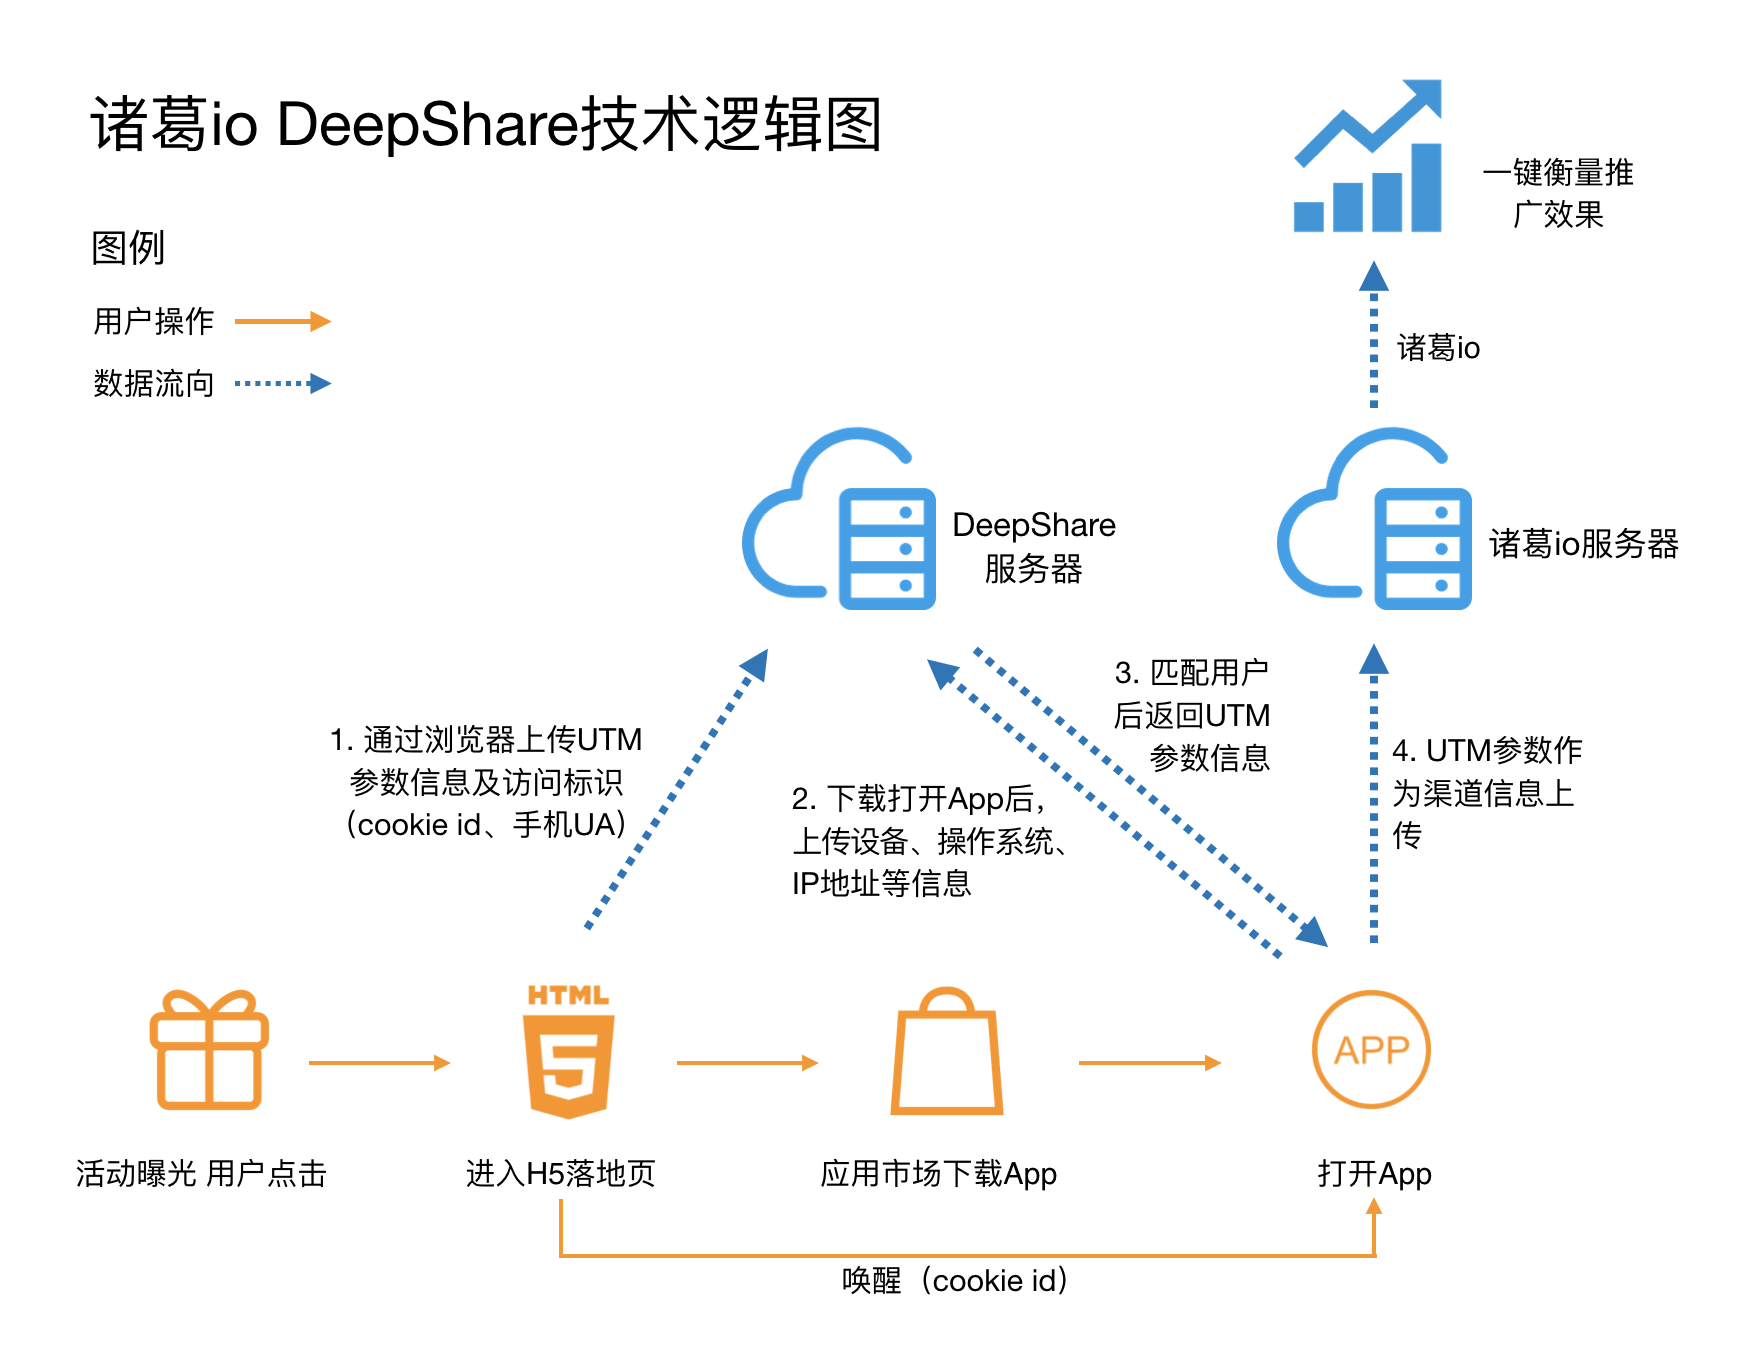 诸葛io DeepShare技术逻辑图
一键衡量推
广效果
图例
用户操作
数据流向
诸葛io
DeepShare
服务器
诸葛io服务器
1. 通过浏览器上传UTM
参数信息及访问标识
（cookie id、手机UA）
2. 下载打开App后，
上传设备、操作系统、
IP地址等信息
3. 匹配用户
后返回UTM
参数信息
4. UTM参数作
为渠道信息上
传
HTML
5
APP
活动曝光 用户点击
进入H5落地页
应用市场下载App
打开App
唤醒（cookie id）